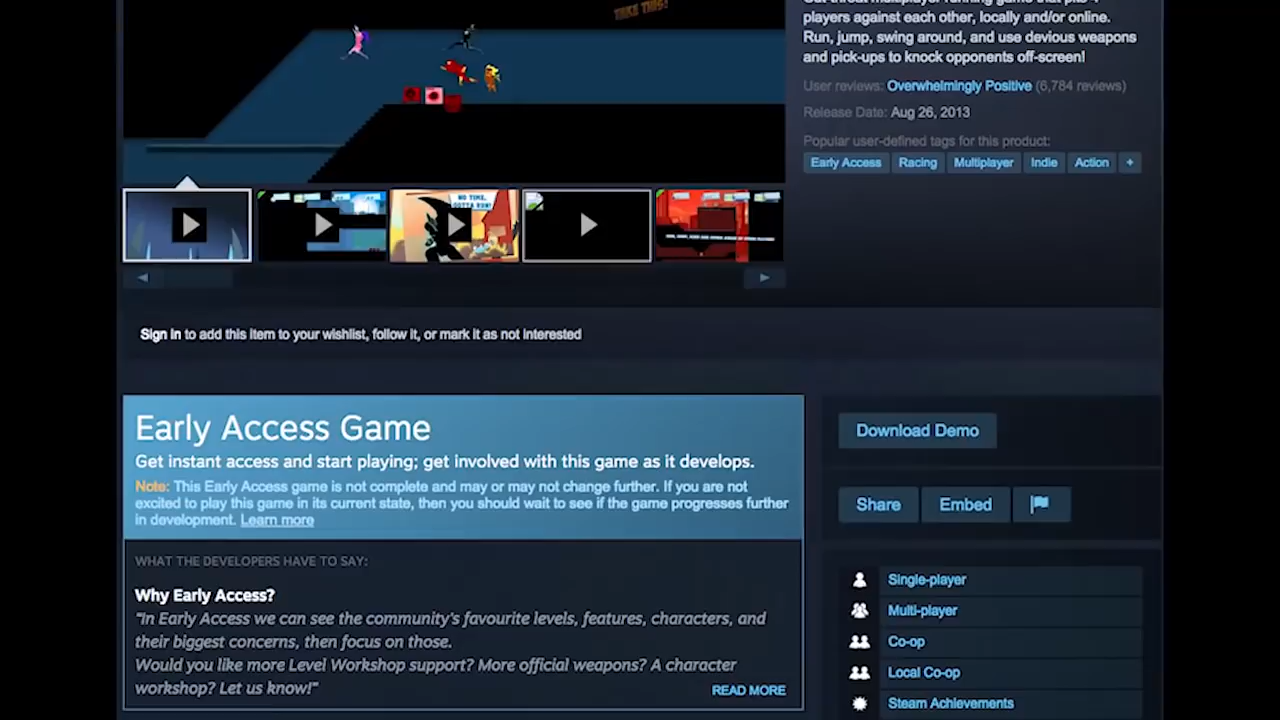 TAKE THIS!
players against each other, locally and/or online.
Run, jump, swing around, and use devious weapons
and pick-ups to knock opponents off-screen!
User reviews: Overwhelmingly Positive (6,784 reviews)
Release Date: Aug 26, 2013
Popular user-defined tags for this product:
Early Access Racing Multiplayer Indie Action +
NO TIME,
GOTTA RUN!
Sign in to add this item to your wishlist, follow it, or mark it as not interested
Early Access Game
Get instant access and start playing; get involved with this game as it develops.
Note: This Early Access game is not complete and may or may not change further. If you are not
excited to play this game in its current state, then you should wait to see if the game progresses further
in development. Learn more
WHAT THE DEVELOPERS HAVE TO SAY:
Why Early Access?
"In Early Access we can see the community's favourite levels, features, characters, and
their biggest concerns, then focus on those.
Would you like more Level Workshop support? More official weapons? A character
workshop? Let us know!"
READ MORE
Download Demo
Share Embed
Single-player
Multi-player
Co-op
Local Co-op
Steam Achievements